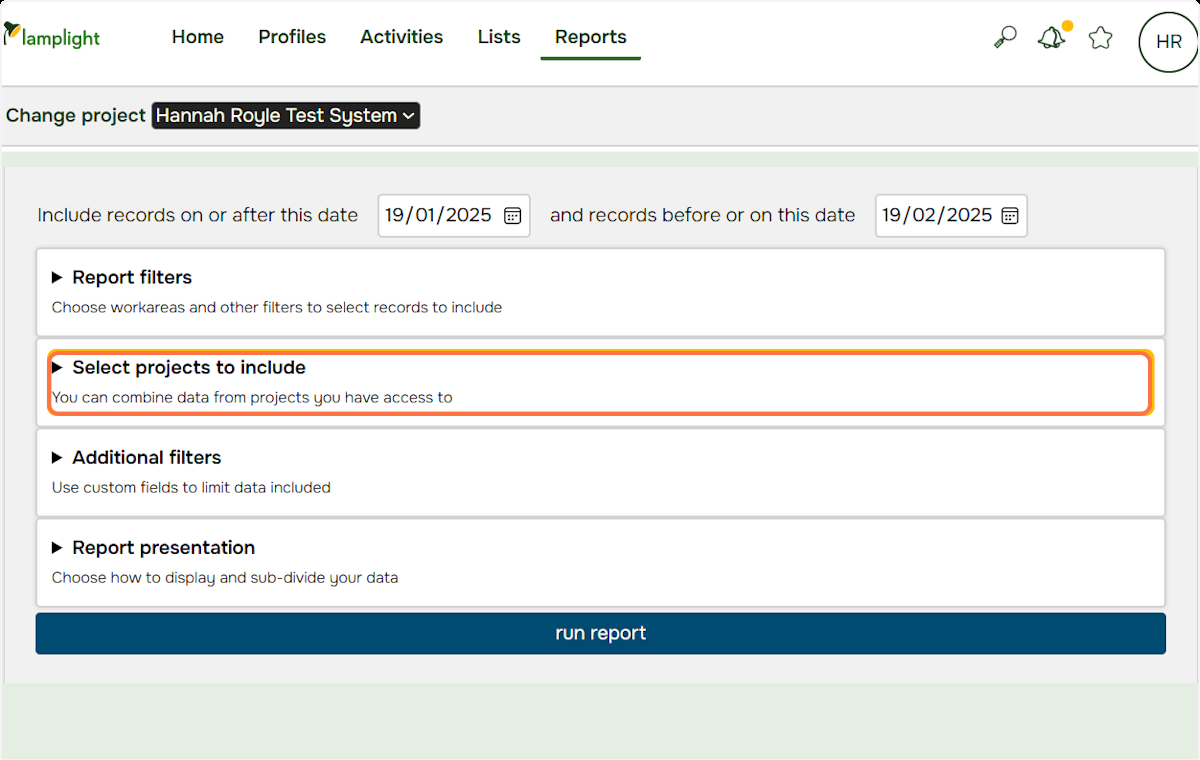 lamplight Home Profiles Activities Lists Reports HR
Change project Hannah Royle Test System
Include records on or after this date 19/01/2025 and records before or on this date 19/02/2025
Report filters
Choose workareas and other filters to select records to include
Select projects to include
You can combine data from projects you have access to
Additional filters
Use custom fields to limit data included
Report presentation
Choose how to display and sub-divide your data
run report